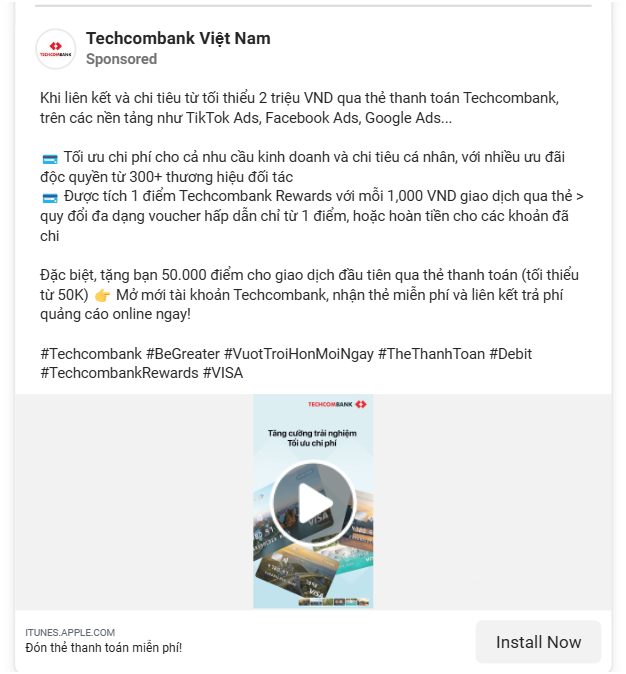 Techcombank Việt Nam
Sponsored
Khi liên kết và chi tiêu từ tối thiểu 2 triệu VND qua thẻ thanh toán Techcombank,
trên các nền tảng như TikTok Ads, Facebook Ads, Google Ads...
💳 Tối ưu chi phí cho cả nhu cầu kinh doanh và chi tiêu cá nhân, với nhiều ưu đãi
độc quyền từ 300+ thương hiệu đối tác
💳 Được tích 1 điểm Techcombank Rewards với mỗi 1,000 VND giao dịch qua thẻ >
quy đổi đa dạng voucher hấp dẫn chỉ từ 1 điểm, hoặc hoàn tiền cho các khoản đã
chi
Đặc biệt, tặng bạn 50.000 điểm cho giao dịch đầu tiên qua thẻ thanh toán (tối thiểu
từ 50K) 👉 Mở mới tài khoản Techcombank, nhận thẻ miễn phí và liên kết trả phí
quảng cáo online ngay!
#Techcombank #BeGreater #VuotTroiHonMoiNgay #TheThanhToan #Debit
#TechcombankRewards #VISA
TECHCOMBANK
Tăng cường trải nghiệm
Tối ưu chi phí
VISA
VISA
ITUNES.APPLE.COM
Đón thẻ thanh toán miễn phí!
Install Now